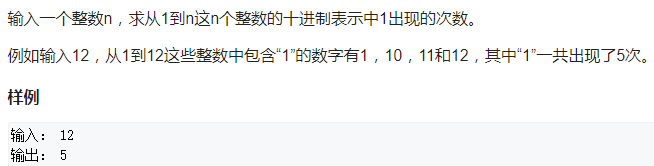 输入一个整数n，求从1到n这n个整数的十进制表示中1出现的次数。
例如输入12，从1到12这些整数中包含“1”的数字有1，10，11和12，其中“1”一共出现了5次。
样例
输入： 12
输出： 5